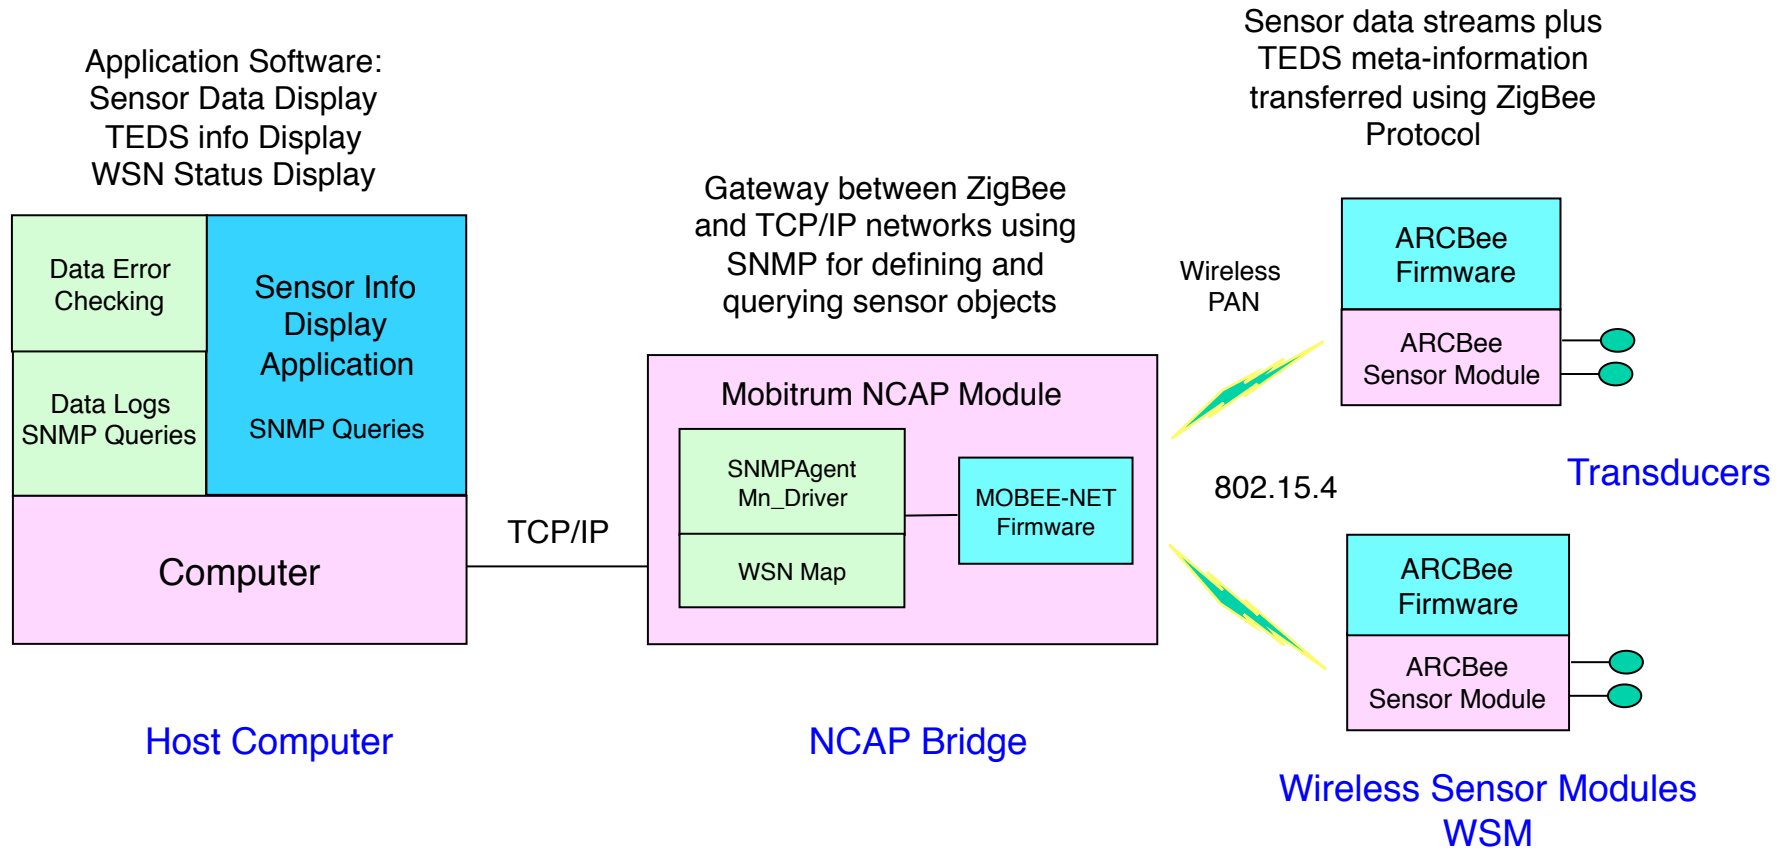 Application Software:
Sensor Data Display
TEDS info Display
WSN Status Display
Data Error
Checking
Data Logs
SNMP Queries
Sensor Info
Display
Application
SNMP Queries
Computer
Host Computer
TCP/IP
Gateway between ZigBee
and TCP/IP networks using
SNMP for defining and
querying sensor objects
Mobitrum NCAP Module
SNMPAgent
Mn_Driver
WSN Map
MOBEE-NET
Firmware
NCAP Bridge
Sensor data streams plus
TEDS meta-information
transferred using ZigBee
Protocol
Wireless
PAN
802.15.4
ARCBee
Firmware
ARCBee
Sensor Module
Transducers
ARCBee
Firmware
ARCBee
Sensor Module
Wireless Sensor Modules
WSM